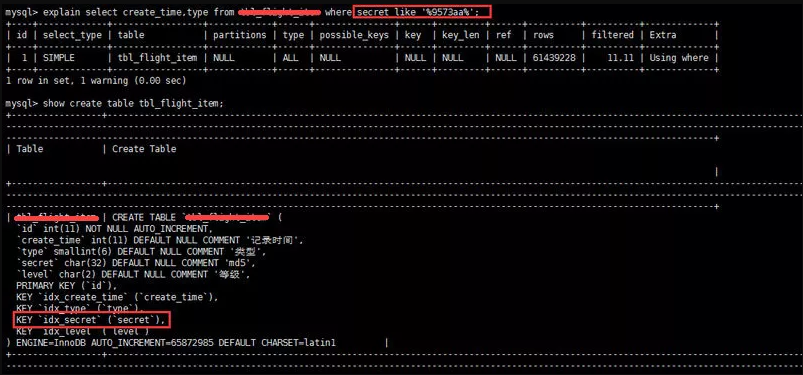 mysql> explain select create_time,type from where secret like '%9573aa%';
| id | select_type | table | partitions | type | possible_keys | key | key_len | ref | rows | filtered | Extra |
| 1 | SIMPLE | tbl_flight_item | NULL | ALL | NULL | NULL | NULL | NULL | 61439228 | 11.11 | Using where |
1 row in set, 1 warning (0.00 sec)
mysql> show create table tbl_flight_item;
| Table | Create Table
|
| | CREATE TABLE ` ` (
`id` int(11) NOT NULL AUTO_INCREMENT,
`create_time` int(11) DEFAULT NULL COMMENT '记录时间',
`type` smallint(6) DEFAULT NULL COMMENT '类型',
`secret` char(32) DEFAULT NULL COMMENT 'md5',
`level` char(2) DEFAULT NULL COMMENT '等级',
PRIMARY KEY (`id`),
KEY `idx_create_time` (`create_time`),
KEY `idx_type` (`type`),
KEY `idx_secret` (`secret`),
KEY `idx_level` (`level`)
) ENGINE=InnoDB AUTO_INCREMENT=65872985 DEFAULT CHARSET=latin1 |